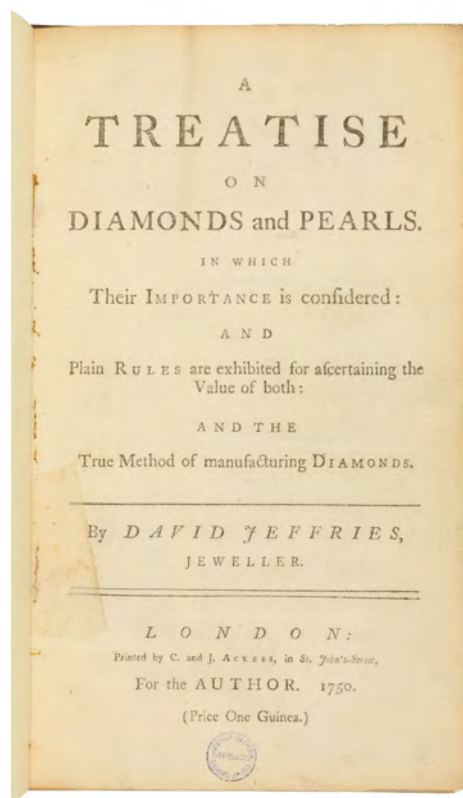 A
TREATISE
ON
DIAMONDS and PEARLS.
IN WHICH
Their IMPORTANCE is conſidered:
AND
Plain RULES are exhibited for aſcertaining the
Value of both:
AND THE
True Method of manufacturing DIAMONDS.
By DAVID JEFFRIES,
JEWELLER.
LONDON:
Printed by C. and J. ACKERS, in St. John's-Street,
For the AUTHOR. 1750.
(Price One Guinea.)